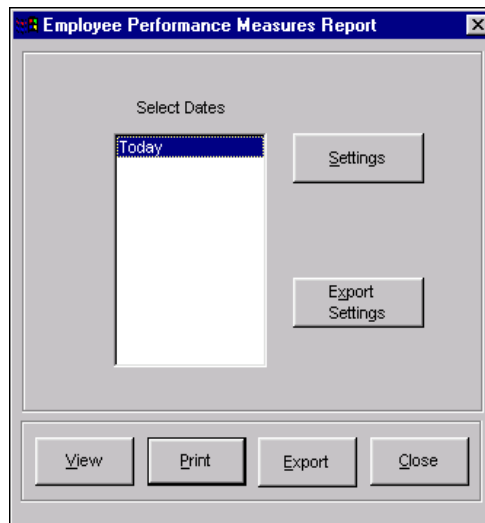 Employee Performance Measures Report
Select Dates
Today
Settings
Export
Settings
View
Print
Export
Close